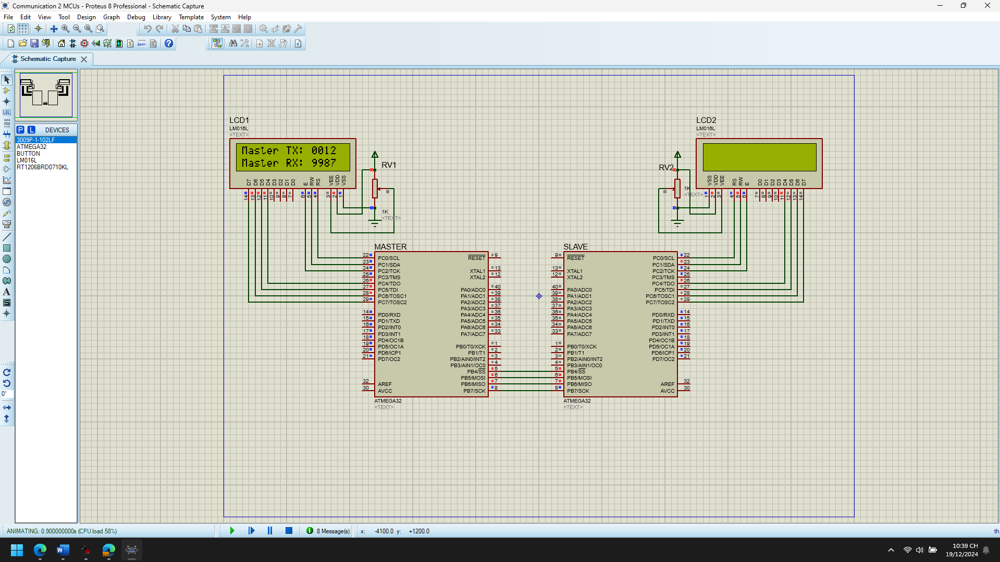 Communication 2 MCUs - Proteus 8 Professional - Schematic Capture
File Edit View Tool Design Graph Debug Library Template System Help
Schematic Capture
P L DEVICES
3009P-1-102LF
ATMEGA32
BUTTON
LM016L
RT1206BRD0710KL
0°
LCD1
LM016L
<TEXT>
Master TX: 0012
Master RX: 9987
D7 D6 D5 D4 D3 D2 D1 D0 E RW RS VEE VDD VSS
14 13 12 11 10 9 8 7 6 5 4 3 2 1
RV1
1K
<TEXT>
LCD2
LM016L
<TEXT>
VSS VDD VEE RS RW E D0 D1 D2 D3 D4 D5 D6 D7
1 2 3 4 5 6 7 8 9 10 11 12 13 14
RV2
1K
<TEXT>
MASTER
22 PC0/SCL RESET 9
23 PC1/SDA
24 PC2/TCK XTAL1 13
25 PC3/TMS XTAL2 12
26 PC4/TDO
27 PC5/TDI PA0/ADC0 40
28 PC6/TOSC1 PA1/ADC1 39
29 PC7/TOSC2 PA2/ADC2 38
PA3/ADC3 37
14 PD0/RXD PA4/ADC4 36
15 PD1/TXD PA5/ADC5 35
16 PD2/INT0 PA6/ADC6 34
17 PD3/INT1 PA7/ADC7 33
18 PD4/OC1B
19 PD5/OC1A PB0/T0/XCK 1
20 PD6/ICP1 PB1/T1 2
21 PD7/OC2 PB2/AIN0/INT2 3
PB3/AIN1/OC0 4
PB4/SS 5
PB5/MOSI 6
32 AREF PB6/MISO 7
30 AVCC PB7/SCK 8
ATMEGA32
<TEXT>
SLAVE
9 RESET PC0/SCL 22
PC1/SDA 23
13 XTAL1 PC2/TCK 24
12 XTAL2 PC3/TMS 25
PC4/TDO 26
40 PA0/ADC0 PC5/TDI 27
39 PA1/ADC1 PC6/TOSC1 28
38 PA2/ADC2 PC7/TOSC2 29
37 PA3/ADC3
36 PA4/ADC4 PD0/RXD 14
35 PA5/ADC5 PD1/TXD 15
34 PA6/ADC6 PD2/INT0 16
33 PA7/ADC7 PD3/INT1 17
PD4/OC1B 18
1 PB0/T0/XCK PD5/OC1A 19
2 PB1/T1 PD6/ICP1 20
3 PB2/AIN0/INT2 PD7/OC2 21
4 PB3/AIN1/OC0
5 PB4/SS
6 PB5/MOSI
7 PB6/MISO AREF 32
8 PB7/SCK AVCC 30
ATMEGA32
<TEXT>
ANIMATING: 0.900000000s (CPU load 58%) 8 Message(s) x: -4100.0 y: +1200.0 th
10:39 CH
19/12/2024